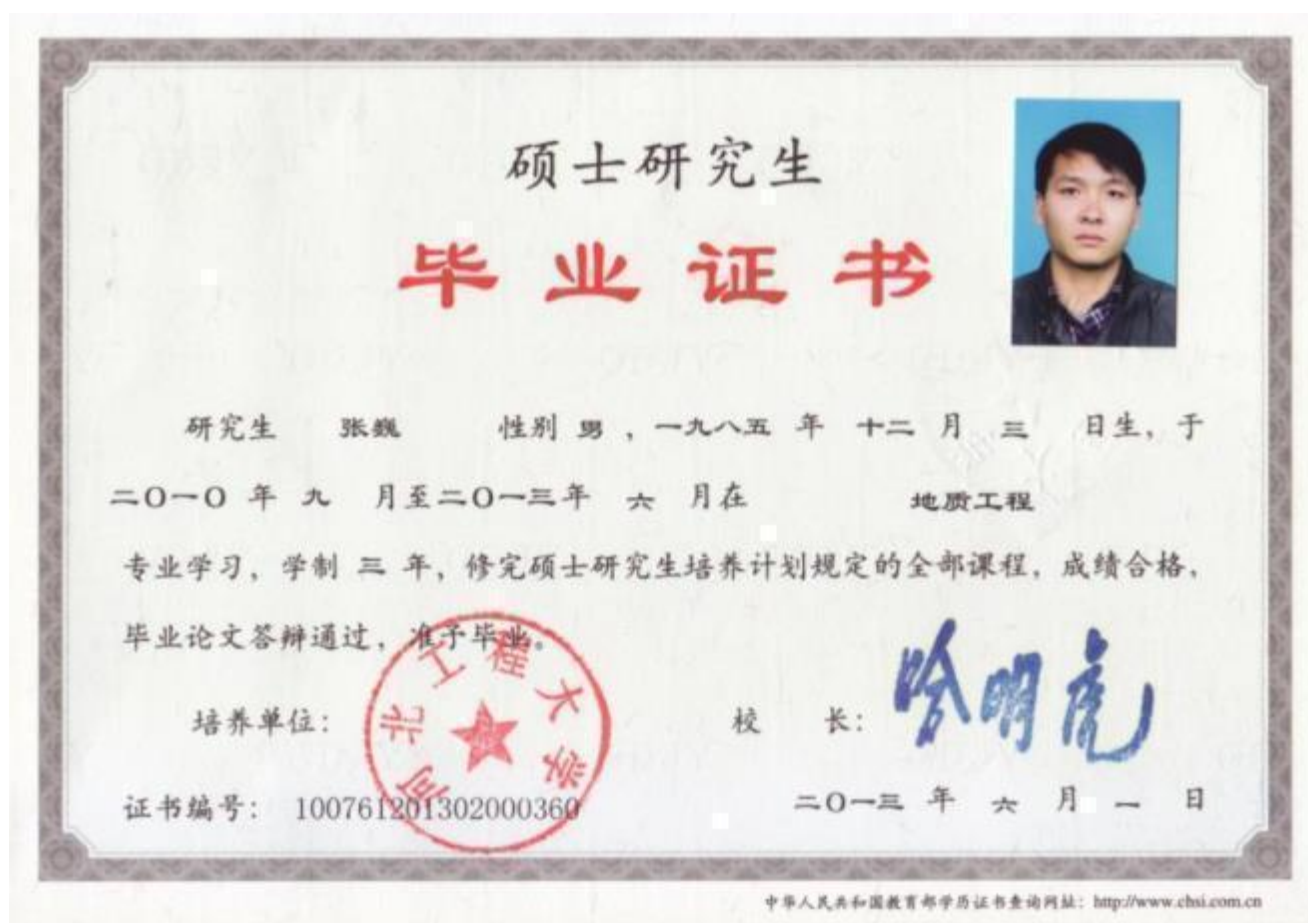 硕士研究生
毕业证书
研究生 张巍 性别 男 ，一九八五 年 十二 月 三 日生，于
二〇一〇 年 九 月至二〇一三年 六 月在 地质工程
专业学习，学制 三 年，修完硕士研究生培养计划规定的全部课程，成绩合格，
毕业论文答辩通过，准予毕业。
河北工程大学
培养单位： 校 长：哈明虎
证书编号： 100761201302000360 二〇一三 年 六 月 一 日
中华人民共和国教育部学历证书查询网址：http://www.chsi.com.cn